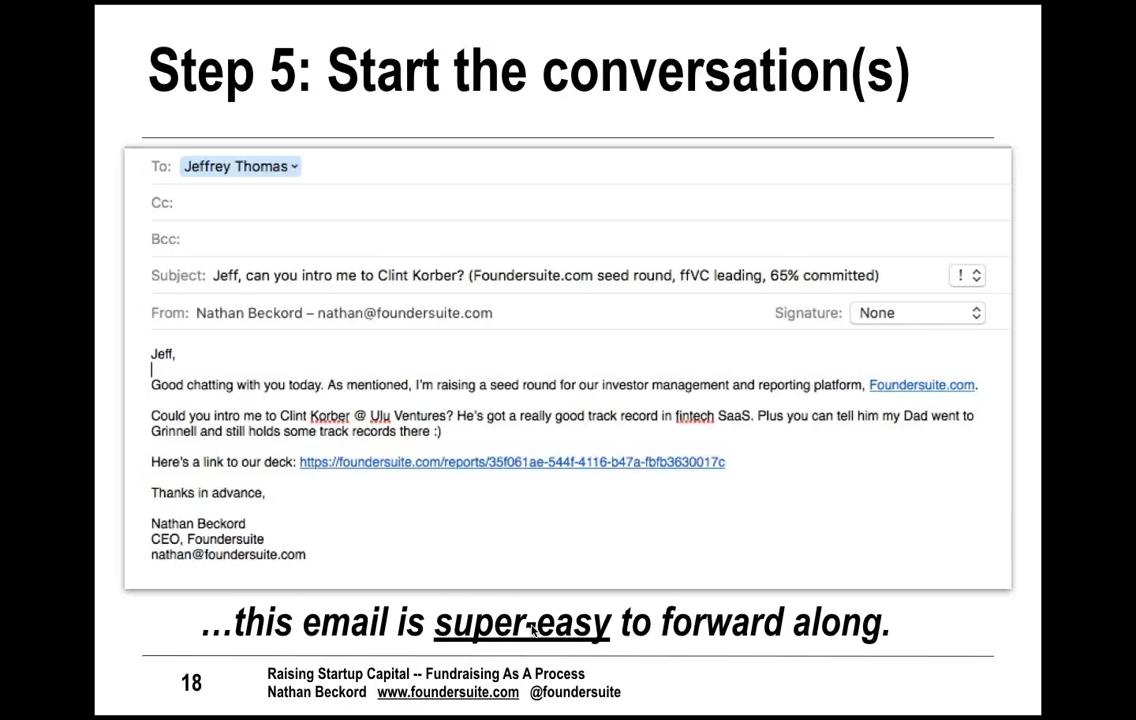 Step 5: Start the conversation(s)
To: Jeffrey Thomas
Cc:
Bcc:
Subject: Jeff, can you intro me to Clint Korber? (Foundersuite.com seed round, ffVC leading, 65% committed) !
From: Nathan Beckord – nathan@foundersuite.com Signature: None
Jeff,
Good chatting with you today. As mentioned, I'm raising a seed round for our investor management and reporting platform, Foundersuite.com.
Could you intro me to Clint Korber @ Ulu Ventures? He's got a really good track record in fintech SaaS. Plus you can tell him my Dad went to
Grinnell and still holds some track records there :)
Here's a link to our deck: https://foundersuite.com/reports/35f061ae-544f-4116-b47a-fbfb3630017c
Thanks in advance,
Nathan Beckord
CEO, Foundersuite
nathan@foundersuite.com
…this email is super-easy to forward along.
18
Raising Startup Capital -- Fundraising As A Process
Nathan Beckord www.foundersuite.com @foundersuite